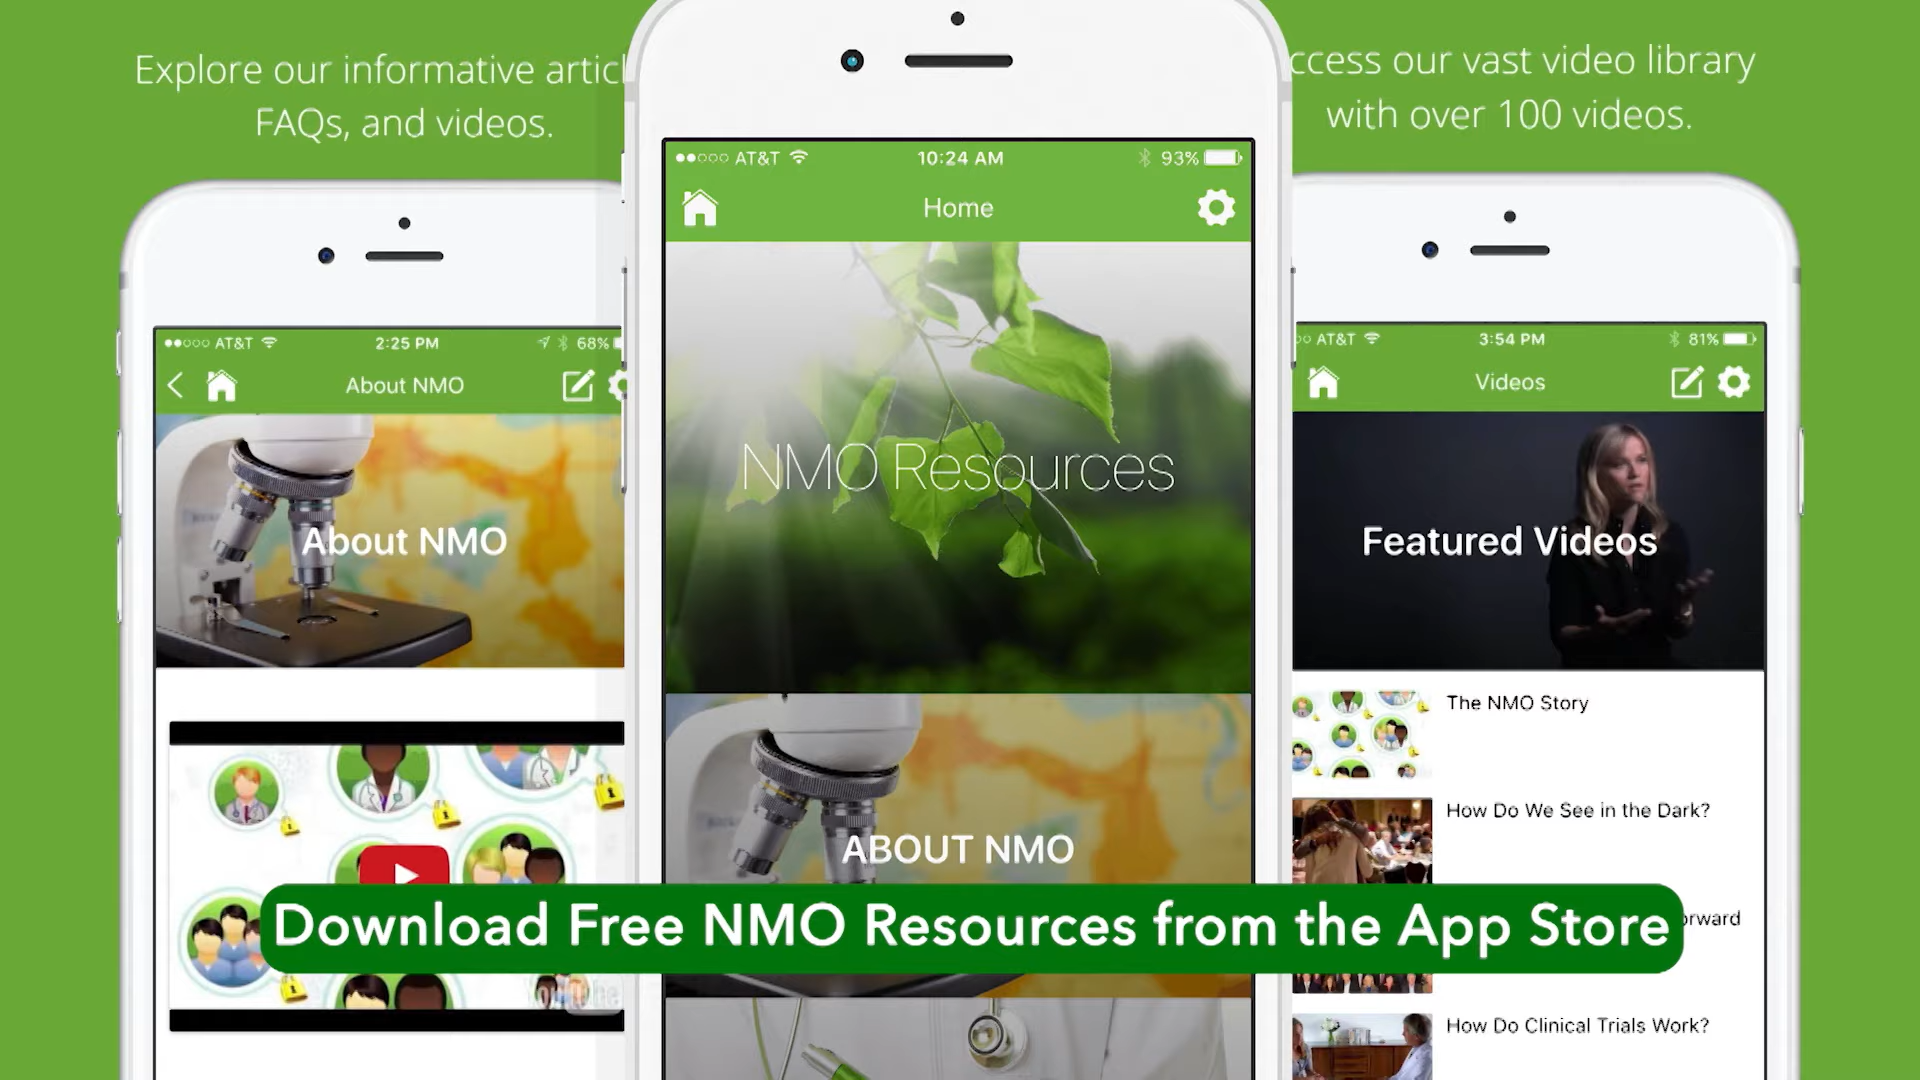 Explore our informative artic
FAQs, and videos.
ccess our vast video library
with over 100 videos.
AT&T 2:25 PM 68%
About NMO
About NMO
YouTube
AT&T 10:24 AM 93%
Home
NMO Resources
ABOUT NMO
AT&T 3:54 PM 81%
Videos
Featured Videos
The NMO Story
How Do We See in the Dark?
orward
How Do Clinical Trials Work?
Download Free NMO Resources from the App Store